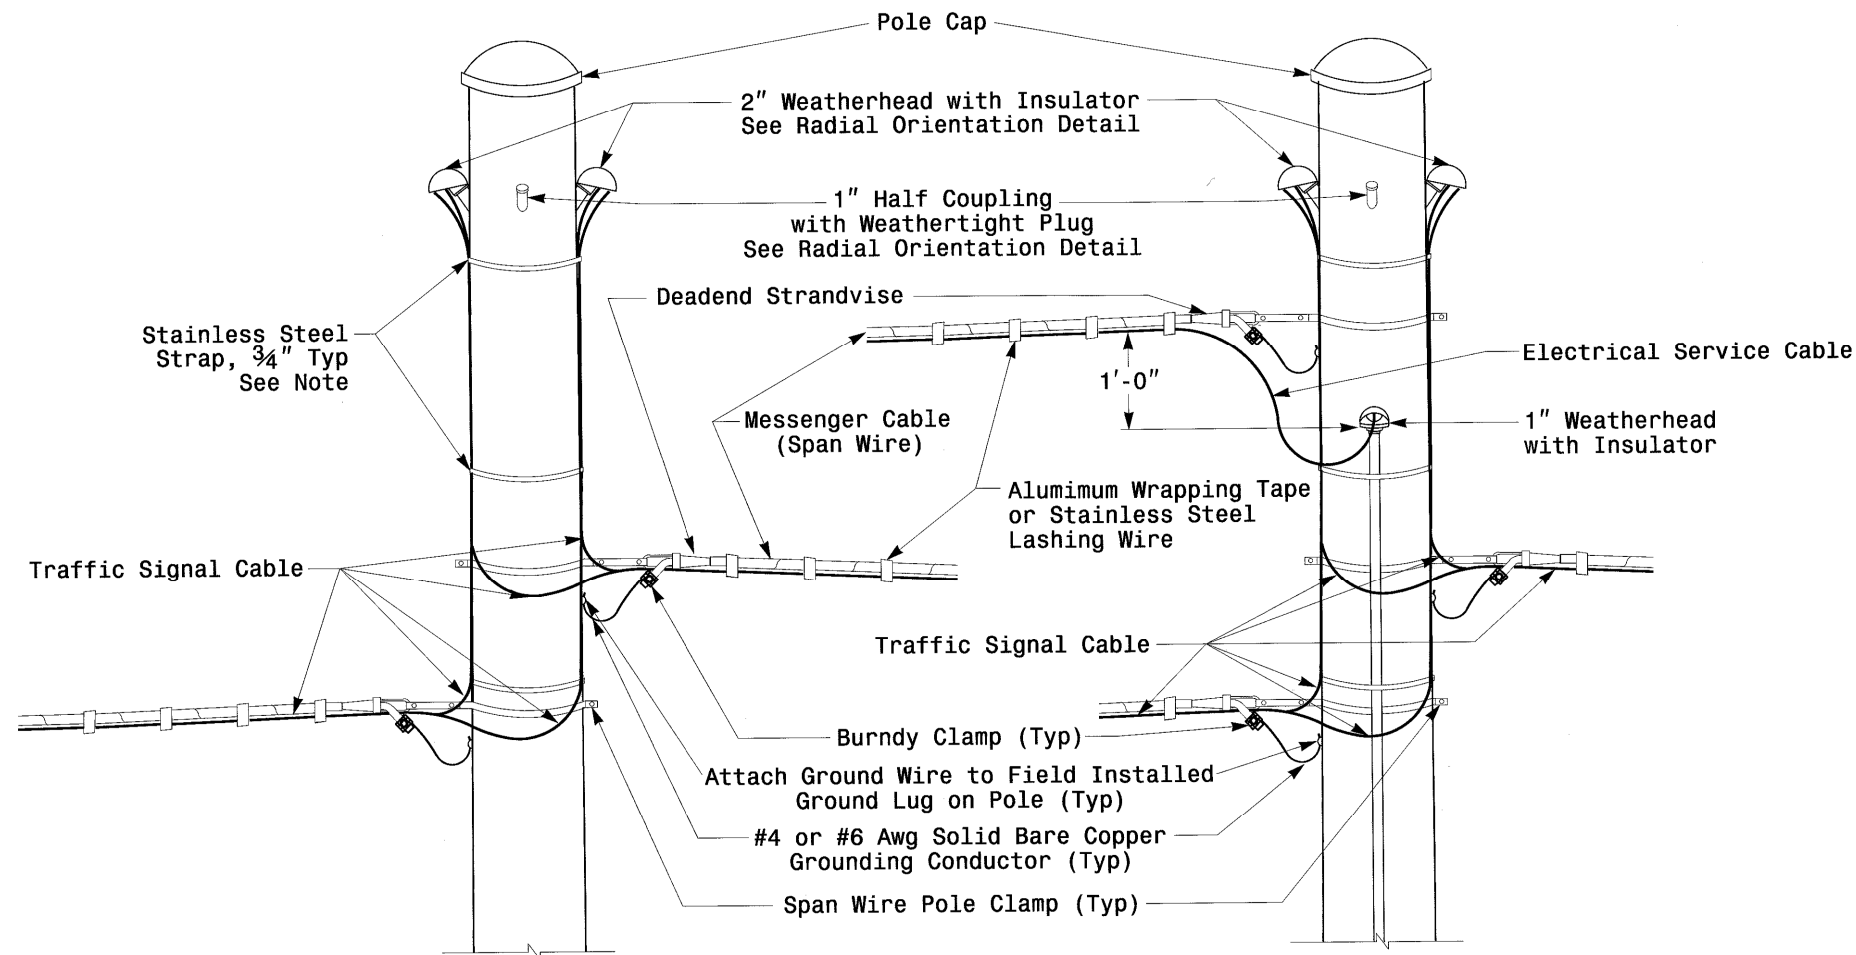 Pole Cap
2" Weatherhead with Insulator
See Radial Orientation Detail
1" Half Coupling
with Weathertight Plug
See Radial Orientation Detail
Deadend Strandvise
Stainless Steel
Strap, 3/4" Typ
See Note
Electrical Service Cable
1'-0"
Messenger Cable
(Span Wire)
1" Weatherhead
with Insulator
Alumimum Wrapping Tape
or Stainless Steel
Lashing Wire
Traffic Signal Cable
Traffic Signal Cable
Burndy Clamp (Typ)
Attach Ground Wire to Field Installed
Ground Lug on Pole (Typ)
#4 or #6 Awg Solid Bare Copper
Grounding Conductor (Typ)
Span Wire Pole Clamp (Typ)